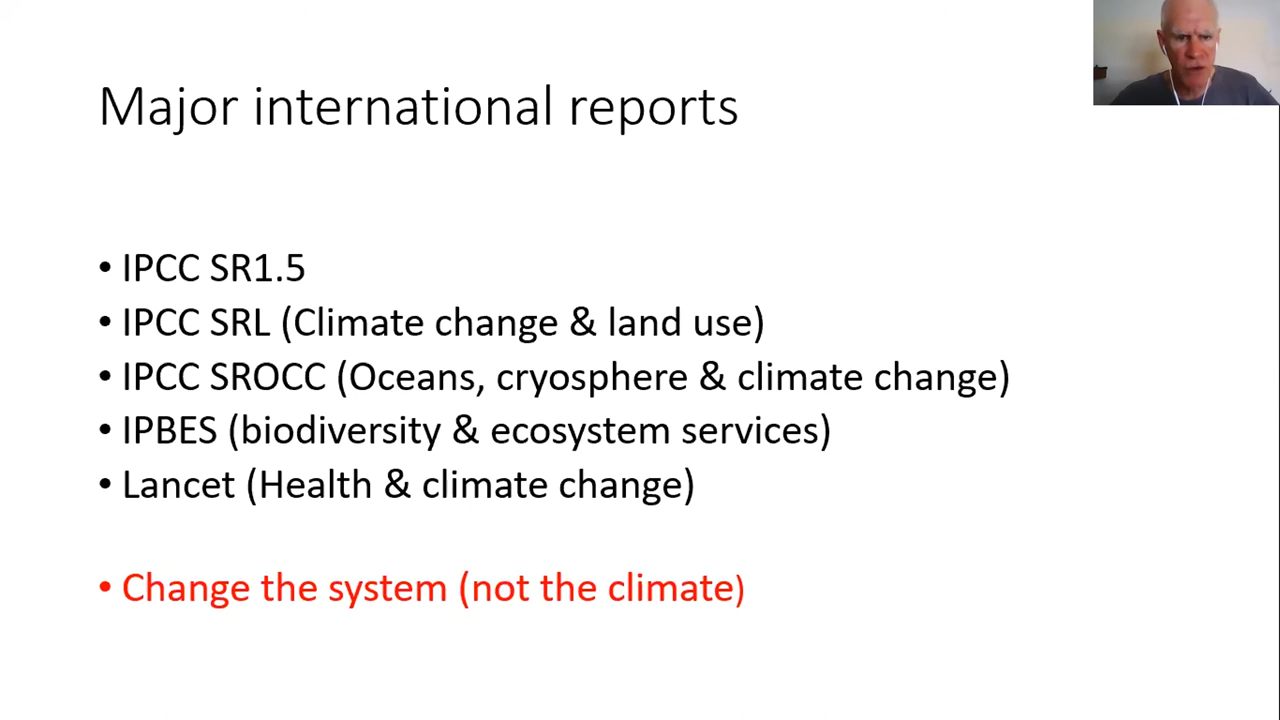 Major international reports
• IPCC SR1.5
• IPCC SRL (Climate change & land use)
• IPCC SROCC (Oceans, cryosphere & climate change)
• IPBES (biodiversity & ecosystem services)
• Lancet (Health & climate change)
• Change the system (not the climate)